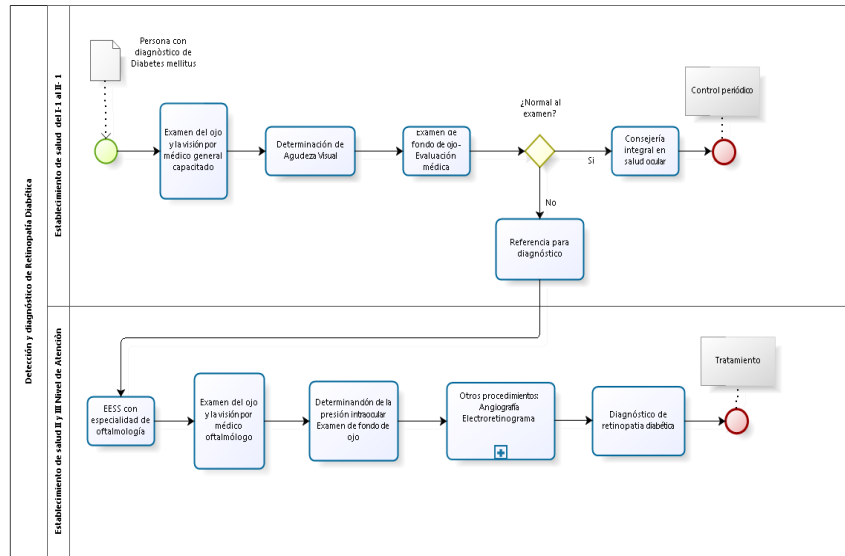 Detección y diagnóstico de Retinopatía Diabética
Establecimiento de salud del I-1 al II-1
Persona con
diagnòstico de
Diabetes mellitus
Examen del ojo
y la visión por
médico general
capacitado
Determinación de
Agudeza Visual
Examen de
fondo de ojo-
Evaluación
médica
¿Normal al
examen?
Si
No
Consejería
integral en
salud ocular
Control periódico
Referencia para
diagnóstico
Establecimiento de salud II y III Nivel de Atención
EESS con
especialidad de
oftalmología
Examen del ojo
y la visión por
médico
oftalmólogo
Determinandón de la
presión intraocular
Examen de fondo de
ojo
Otros procedimientos:
Angiografía
Electroretinograma
Diagnóstico de
retinopatia diabética
Tratamiento